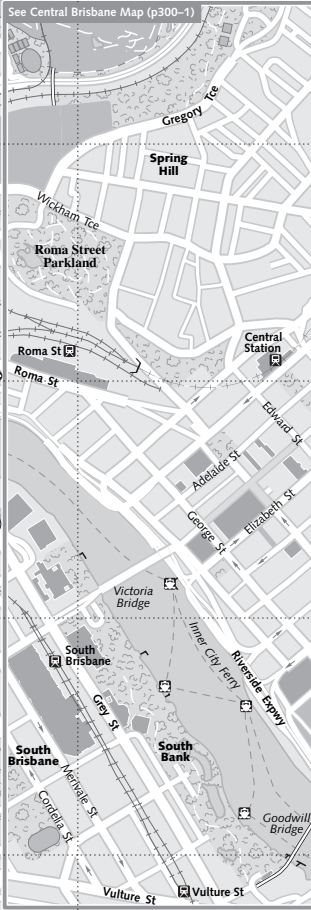 See Central Brisbane Map (p300–1)
Gregory Tce
Spring
Hill
Wickham Tce
Roma Street
Parkland
Central
Station
Roma St
Roma St
Edward St
Adelaide St
George St
Elizabeth St
Victoria
Bridge
Inner City Ferry
Riverside Expwy
South
Brisbane
Grey St
South
Brisbane
South
Bank
Merivale St
Cordelia St
Goodwill
Bridge
Vulture St
Vulture St